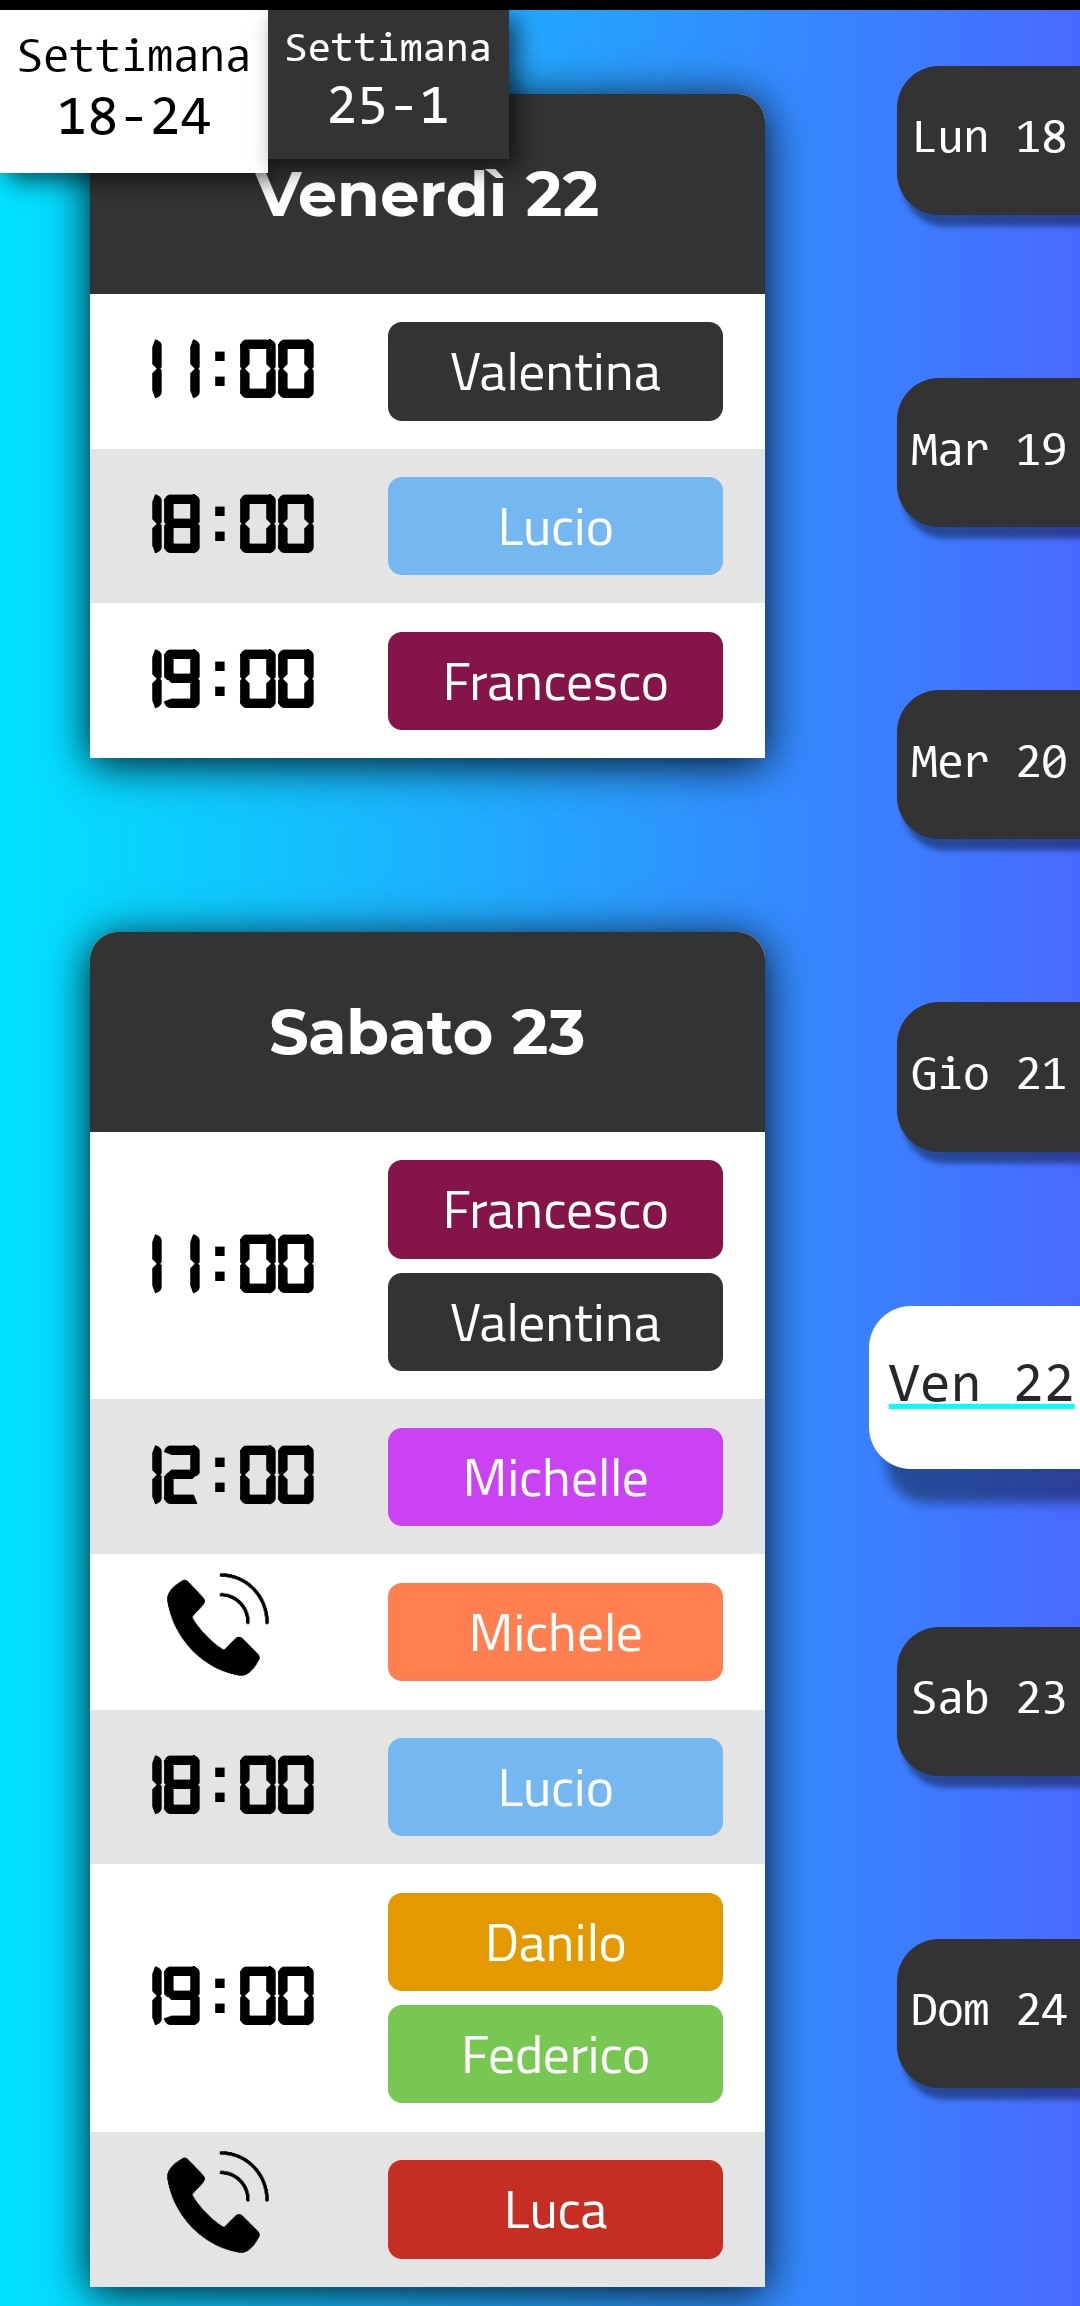 Settimana
18-24
Settimana
25-1
Venerdì 22
11:00
Valentina
18:00
Lucio
19:00
Francesco
Sabato 23
11:00
Francesco
Valentina
12:00
Michelle
Michele
18:00
Lucio
19:00
Danilo
Federico
Luca
Lun 18
Mar 19
Mer 20
Gio 21
Ven 22
Sab 23
Dom 24